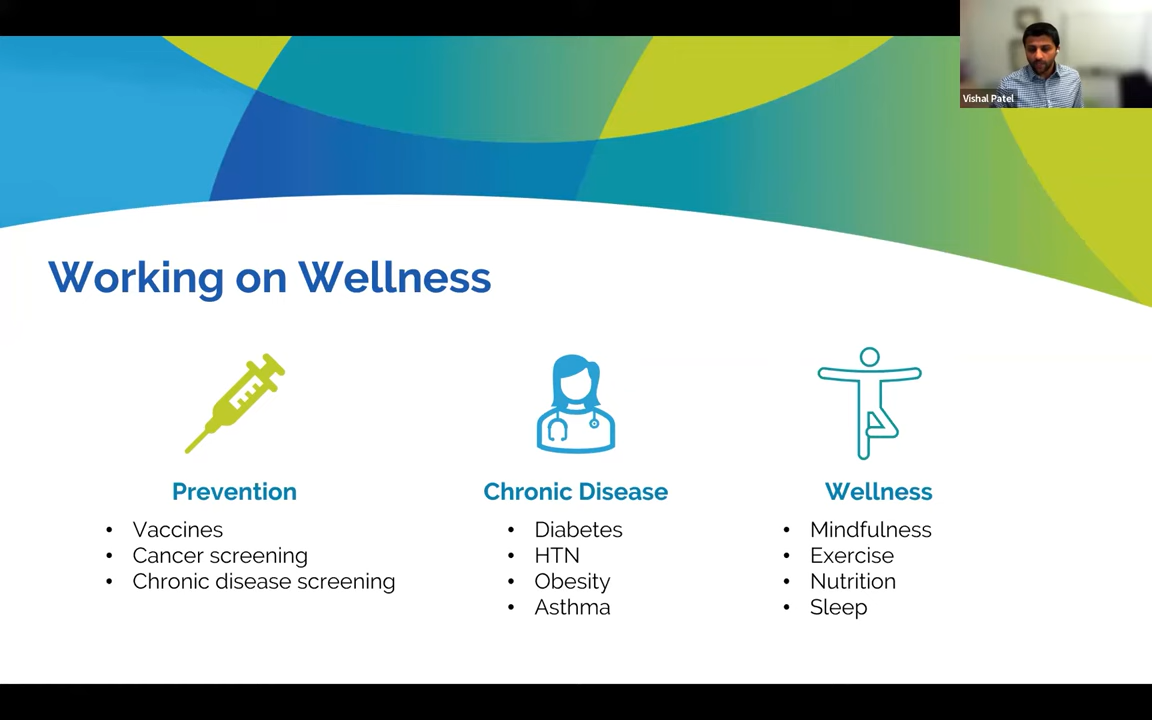 Vishal Patel
Working on Wellness
Prevention
• Vaccines
• Cancer screening
• Chronic disease screening
Chronic Disease
• Diabetes
• HTN
• Obesity
• Asthma
Wellness
• Mindfulness
• Exercise
• Nutrition
• Sleep